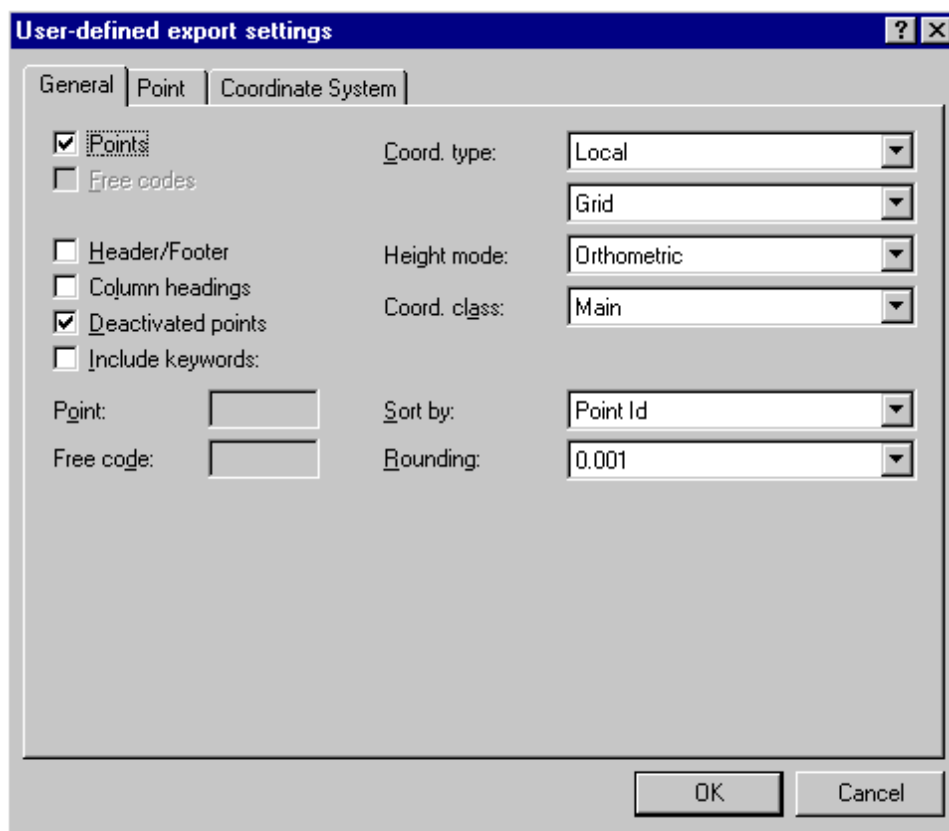 User-defined export settings
General Point Coordinate System
Points Coord. type: Local
Free codes Grid
Header/Footer Height mode: Orthometric
Column headings
Coord. class: Main
Deactivated points
Include keywords:
Point: Sort by: Point Id
Free code: Rounding: 0.001
OK Cancel